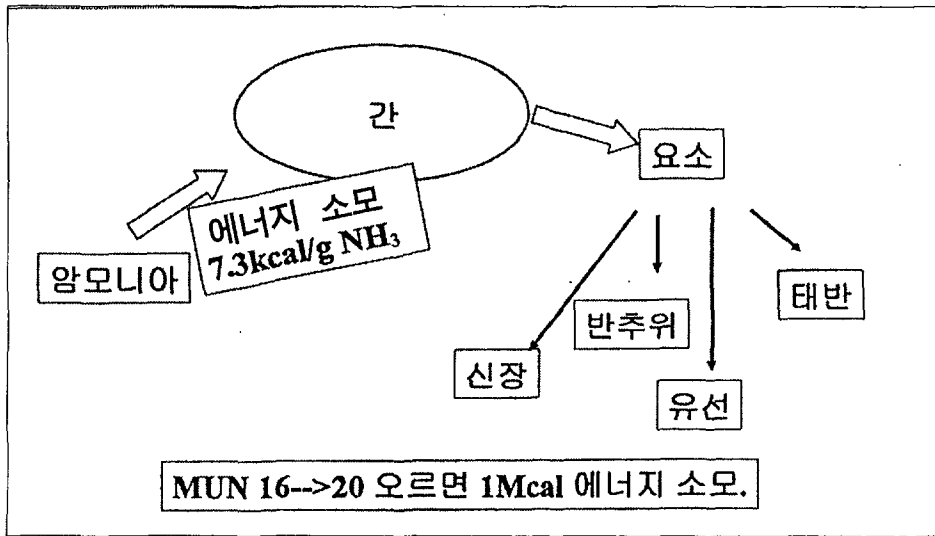 간
요소
에너지 소모
7.3kcal/g NH₃
암모니아
태반
반추위
신장
유선
MUN 16-->20 오르면 1Mcal 에너지 소모.